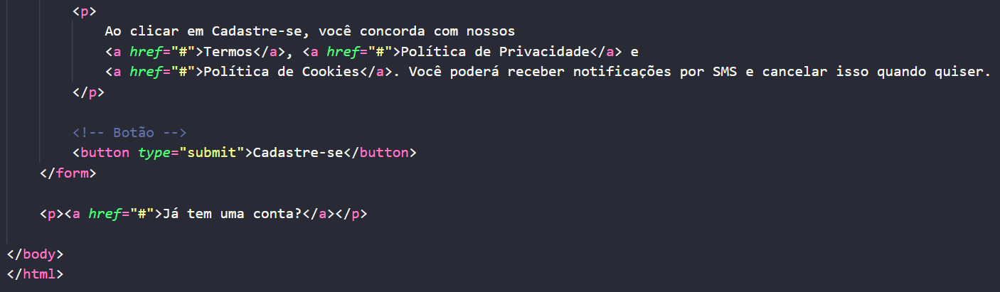 <p>
Ao clicar em Cadastre-se, você concorda com nossos
<a href="#">Termos</a>, <a href="#">Política de Privacidade</a> e
<a href="#">Política de Cookies</a>. Você poderá receber notificações por SMS e cancelar isso quando quiser.
</p>
<!-- Botão -->
<button type="submit">Cadastre-se</button>
</form>
<p><a href="#">Já tem uma conta?</a></p>
</body>
</html>